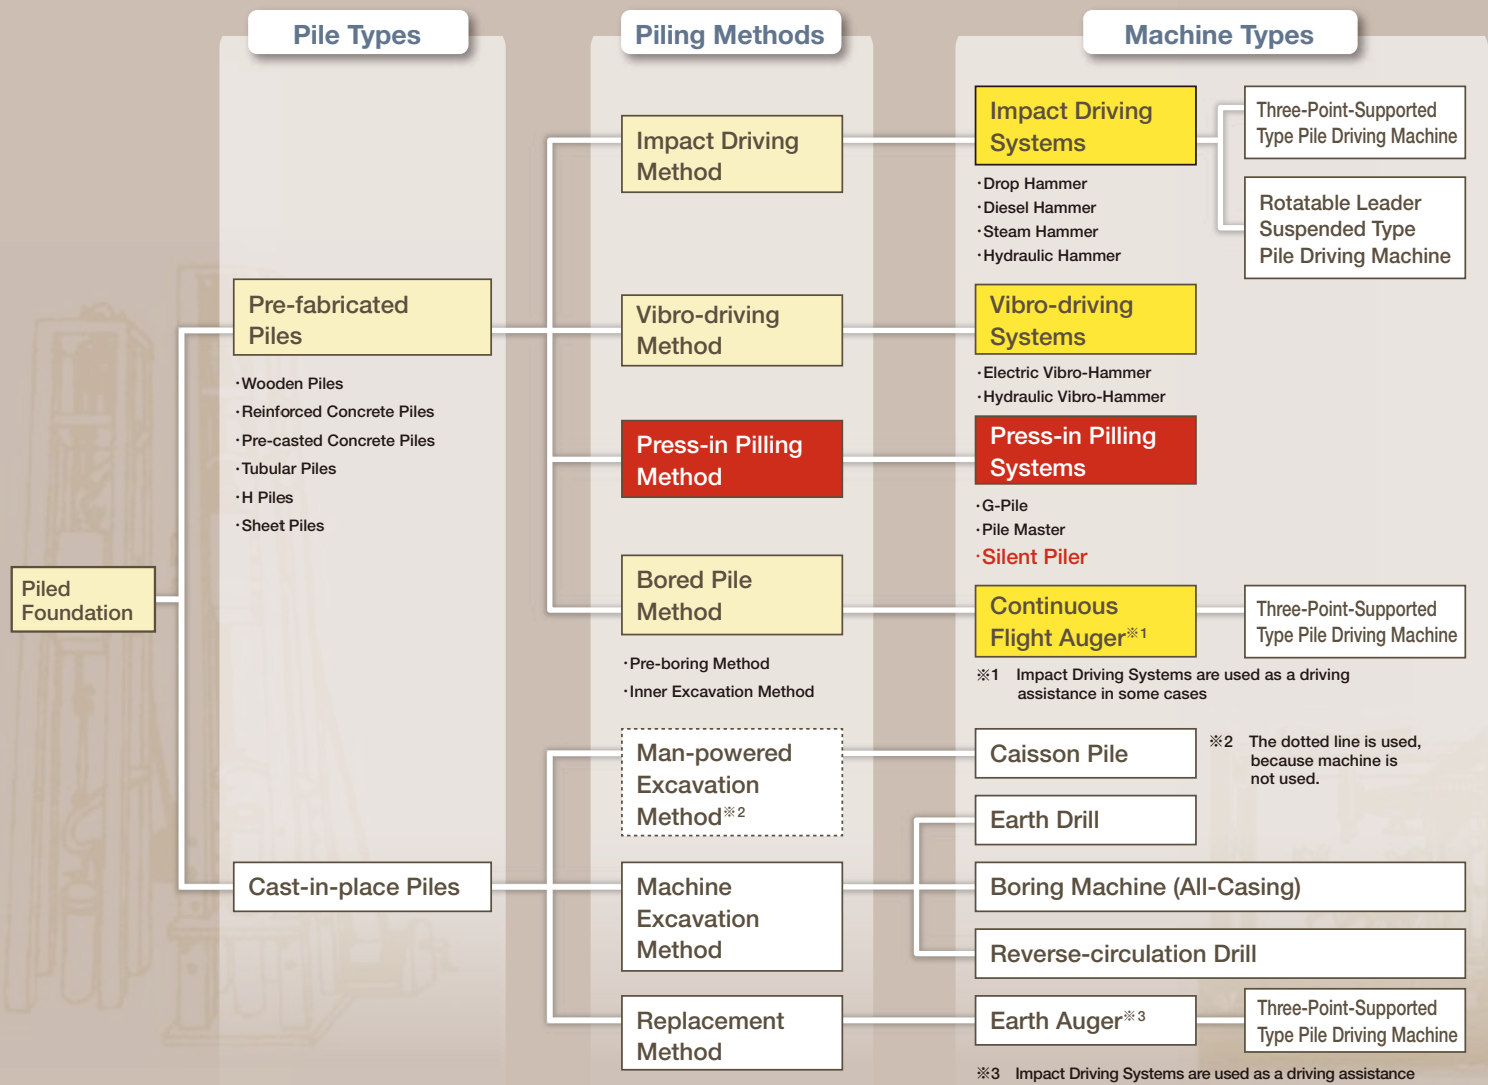 Pile Types
Piling Methods
Machine Types
Piled
Foundation
Pre-fabricated
Piles
·Wooden Piles
·Reinforced Concrete Piles
·Pre-casted Concrete Piles
·Tubular Piles
·H Piles
·Sheet Piles
Cast-in-place Piles
Impact Driving
Method
Vibro-driving
Method
Press-in Pilling
Method
Bored Pile
Method
·Pre-boring Method
·Inner Excavation Method
Man-powered
Excavation
Method※2
Machine
Excavation
Method
Replacement
Method
Impact Driving
Systems
·Drop Hammer
·Diesel Hammer
·Steam Hammer
·Hydraulic Hammer
Three-Point-Supported
Type Pile Driving Machine
Rotatable Leader
Suspended Type
Pile Driving Machine
Vibro-driving
Systems
·Electric Vibro-Hammer
·Hydraulic Vibro-Hammer
Press-in Pilling
Systems
·G-Pile
·Pile Master
·Silent Piler
Continuous
Flight Auger※1
Three-Point-Supported
Type Pile Driving Machine
※1 Impact Driving Systems are used as a driving
assistance in some cases
Caisson Pile
※2 The dotted line is used,
because machine is
not used.
Earth Drill
Boring Machine (All-Casing)
Reverse-circulation Drill
Earth Auger※3
Three-Point-Supported
Type Pile Driving Machine
※3 Impact Driving Systems are used as a driving assistance